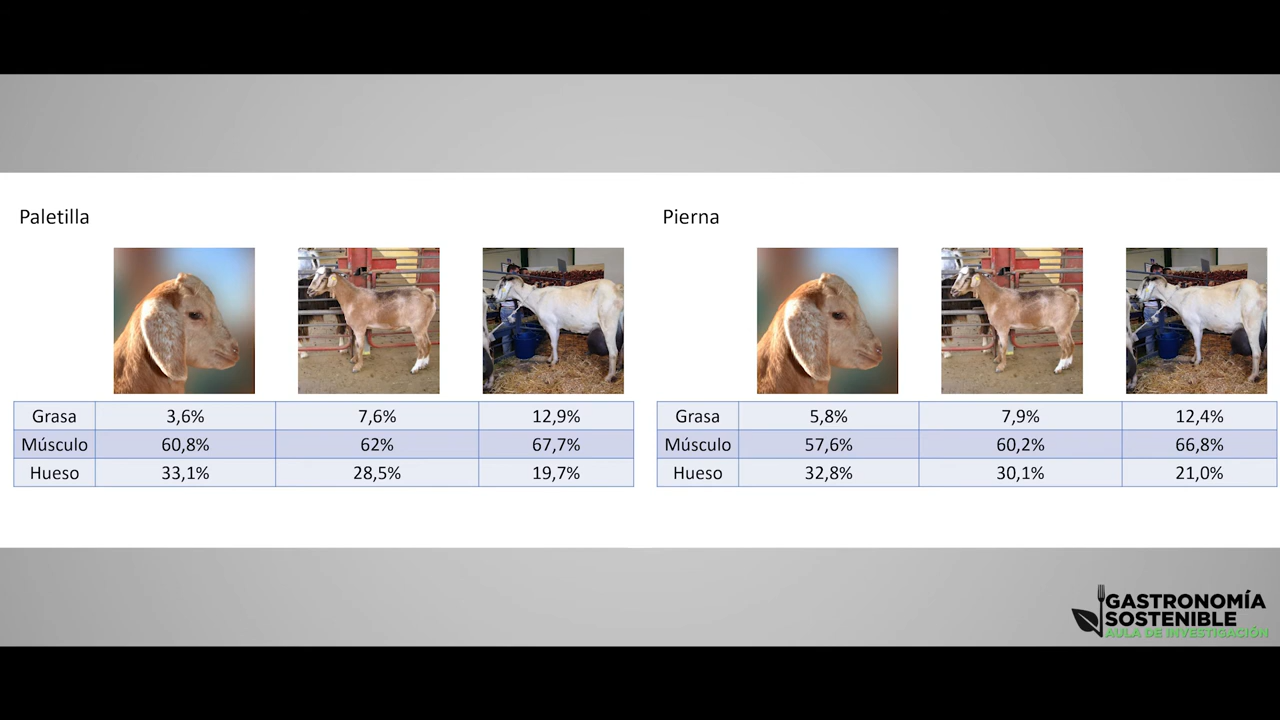 Paletilla
Grasa 3,6% 7,6% 12,9%
Músculo 60,8% 62% 67,7%
Hueso 33,1% 28,5% 19,7%
Pierna
Grasa 5,8% 7,9% 12,4%
Músculo 57,6% 60,2% 66,8%
Hueso 32,8% 30,1% 21,0%
GASTRONOMÍA
SOSTENIBLE
AULA DE INVESTIGACIÓN